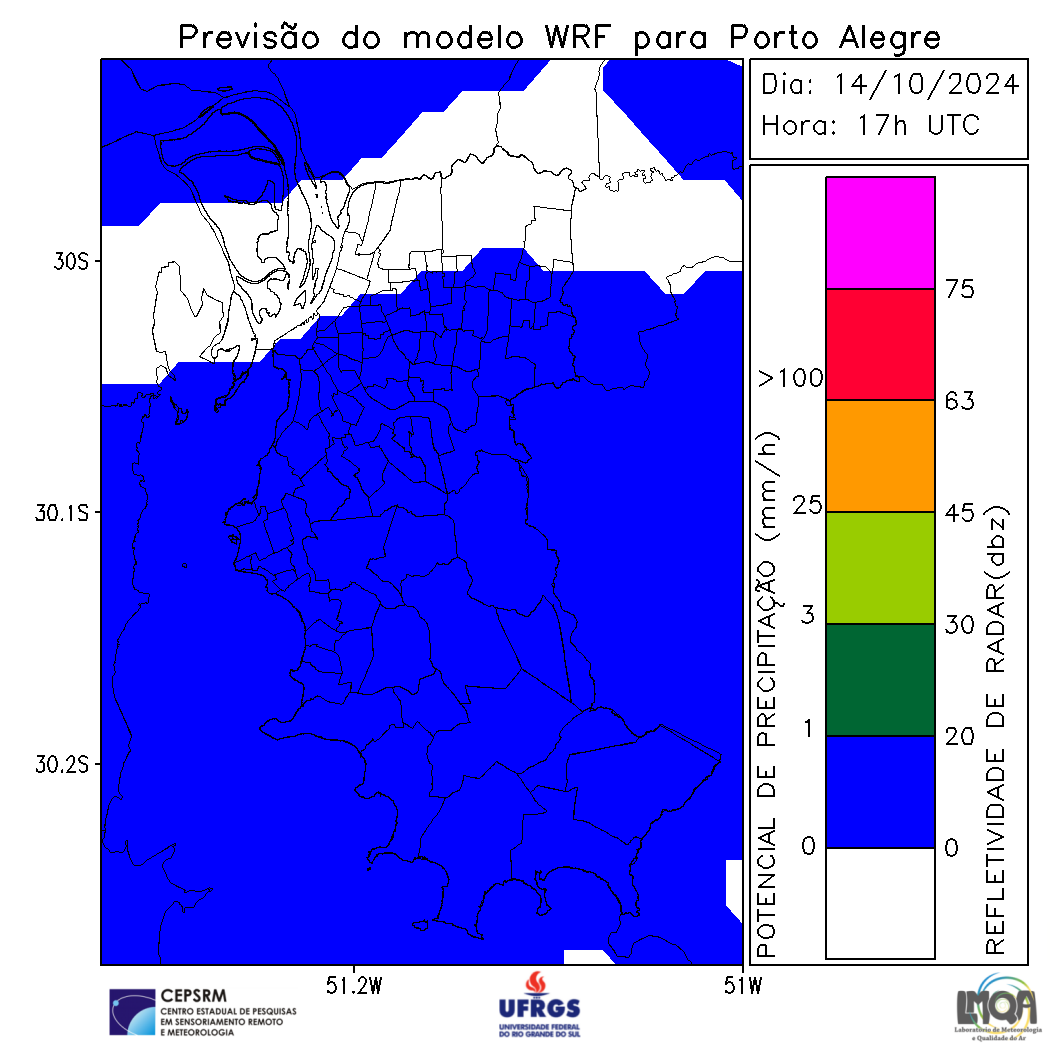 Previsão do modelo WRF para Porto Alegre
Dia: 14/10/2024
Hora: 17h UTC
30S
30.1S
30.2S
51.2W
51W
POTENCIAL DE PRECIPITAÇÃO (mm/h)
>100
25
3
1
0
75
63
45
30
20
0
REFLETIVIDADE DE RADAR(dbz)
CEPSRM
CENTRO ESTADUAL DE PESQUISAS
EM SENSORIAMENTO REMOTO
E METEOROLOGIA
UFRGS
UNIVERSIDADE FEDERAL
DO RIO GRANDE DO SUL
LMQA
Laboratório de Meteorologia
e Qualidade do Ar